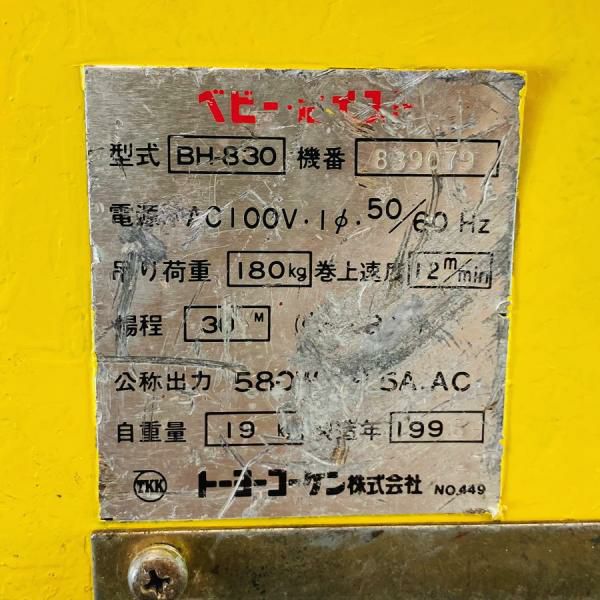 ベビーホイスト
型式 BH-830 機番 839079
電源 AC100V・1φ・50/60 Hz
吊り荷重 180kg 巻上速度 12m/min
揚程 30M
公称出力 580W 5A.AC
自重量 19 製造年 199
TKK トーヨーコーケン株式会社 NO.449